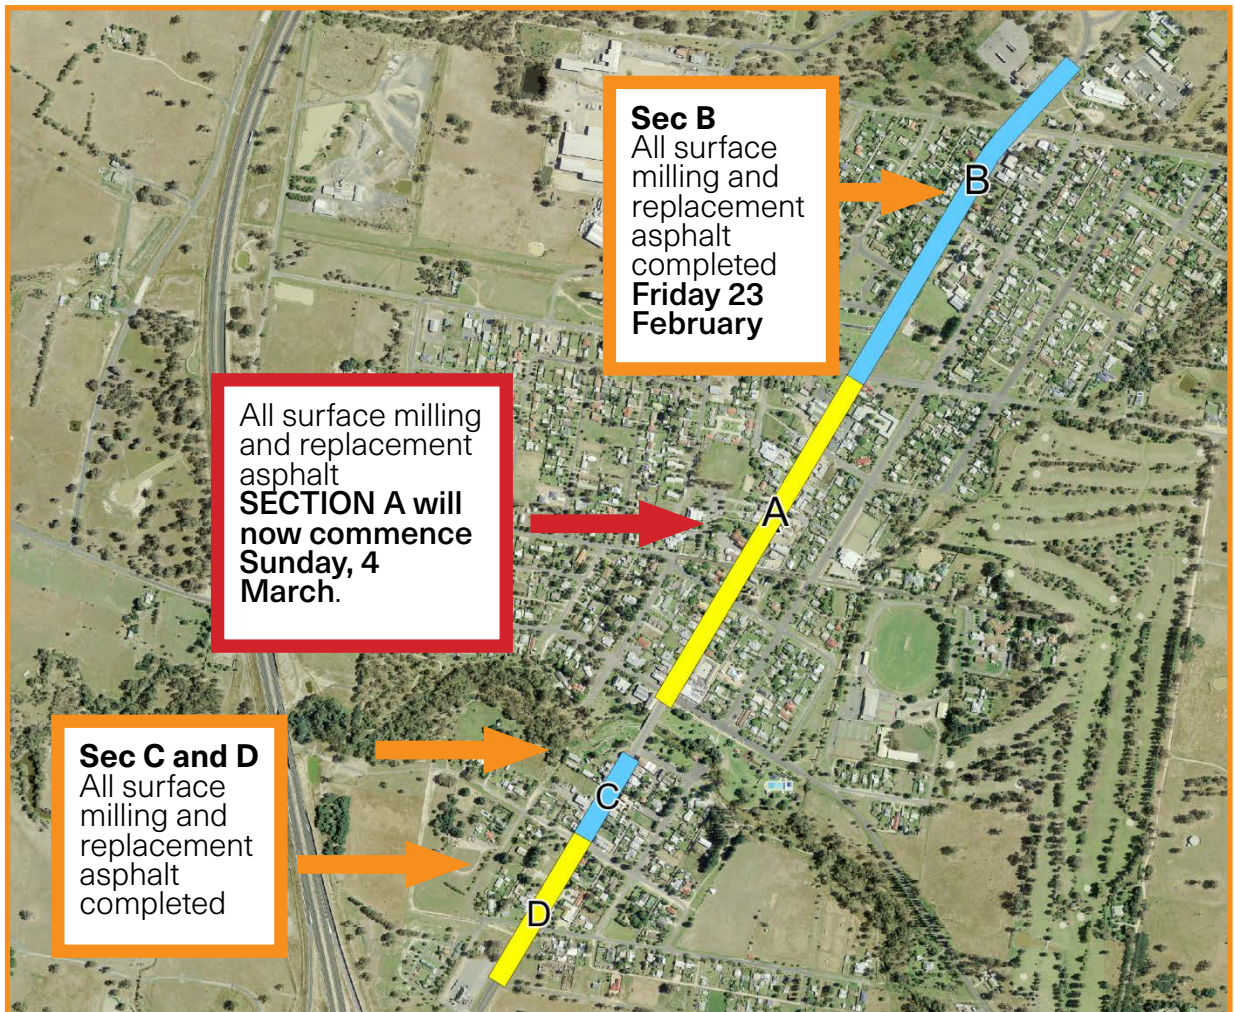 Sec B
All surface
milling and
replacement
asphalt
completed
Friday 23
February
B
All surface milling
and replacement
asphalt
SECTION A will
now commence
Sunday, 4
March.
A
Sec C and D
All surface
milling and
replacement
asphalt
completed
C
D